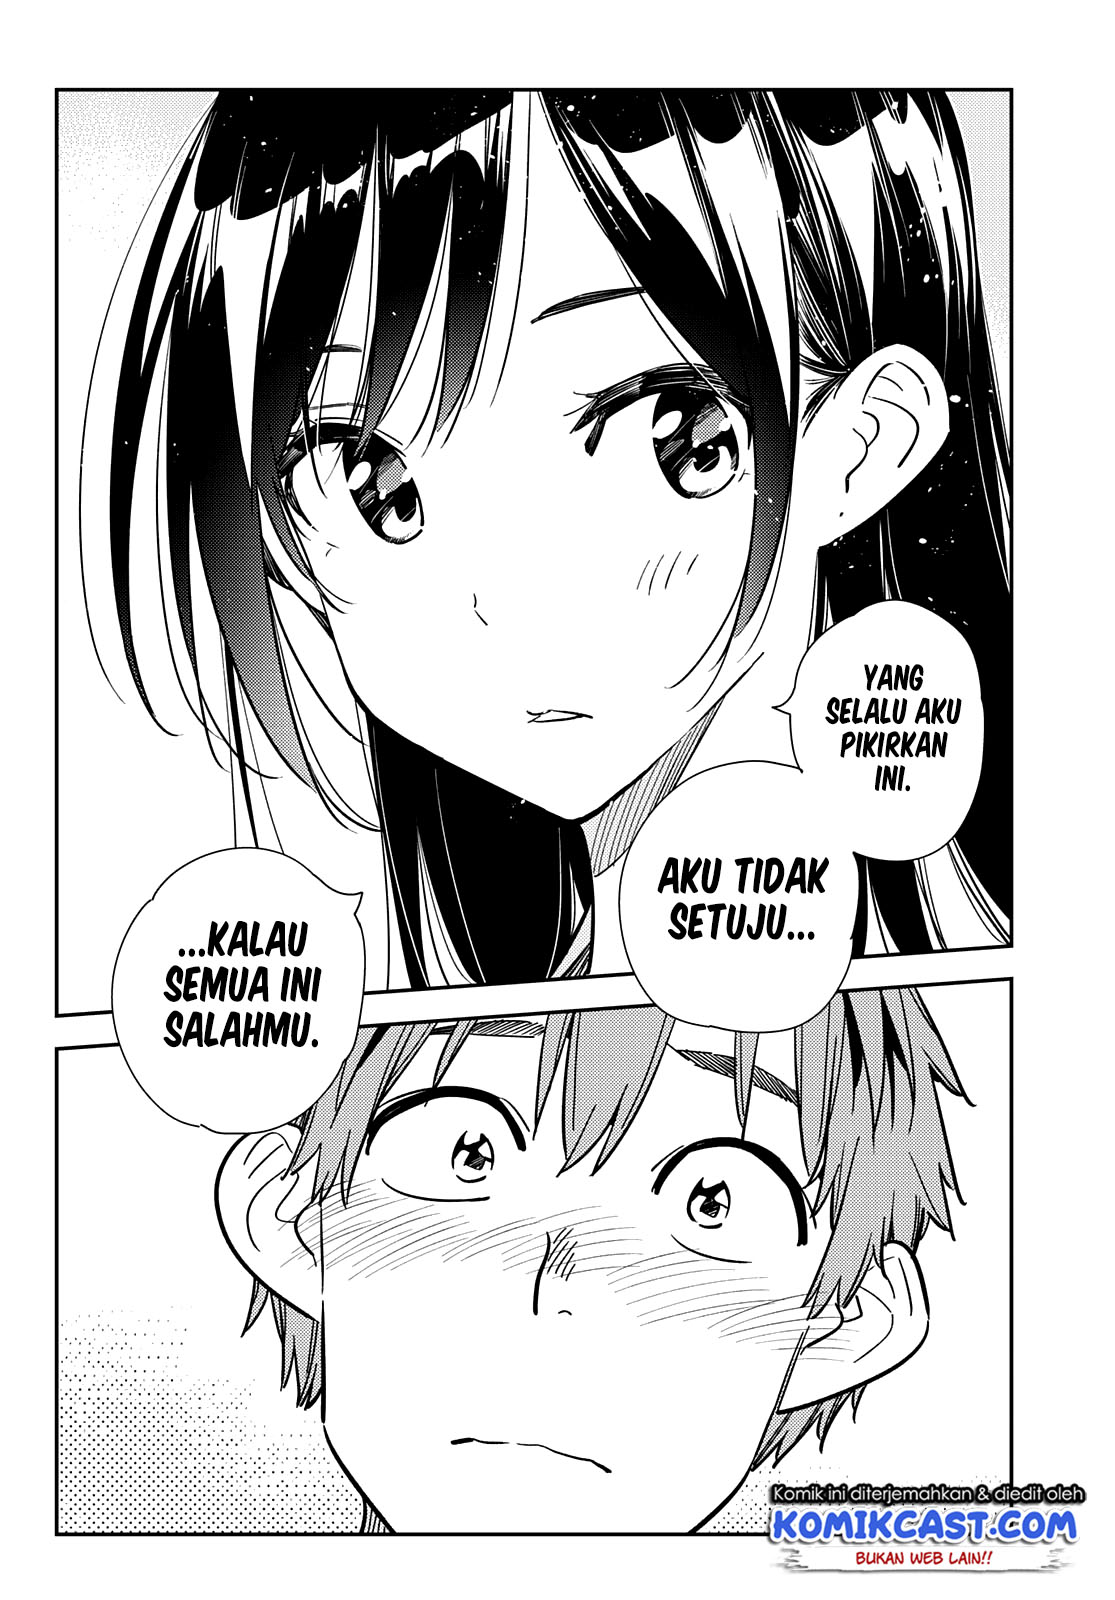 YANG
SELALU AKU
PIKIRKAN
INI.
AKU TIDAK
SETUJU...
...KALAU
SEMUA INI
SALAHMU.
Komik ini diterjemahkan & diedit oleh
KOMIKCAST.COM
BUKAN WEB LAIN!!